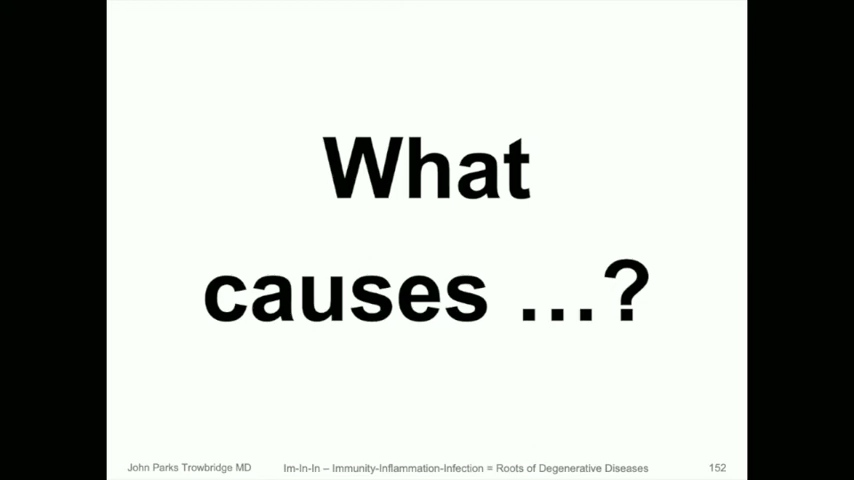 What
causes ...?
John Parks Trowbridge MD Im-In-In – Immunity-Inflammation-Infection = Roots of Degenerative Diseases 152